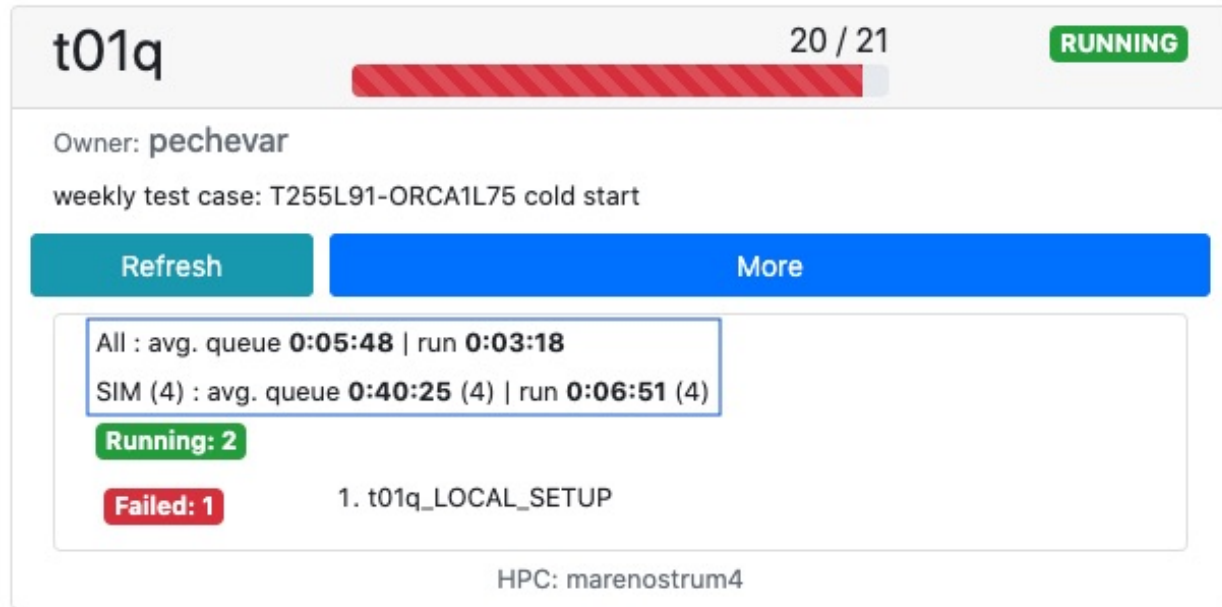 t01q 20 / 21 RUNNING
Owner: pechevar
weekly test case: T255L91-ORCA1L75 cold start
Refresh More
All : avg. queue 0:05:48 | run 0:03:18
SIM (4) : avg. queue 0:40:25 (4) | run 0:06:51 (4)
Running: 2
Failed: 1 1. t01q_LOCAL_SETUP
HPC: marenostrum4